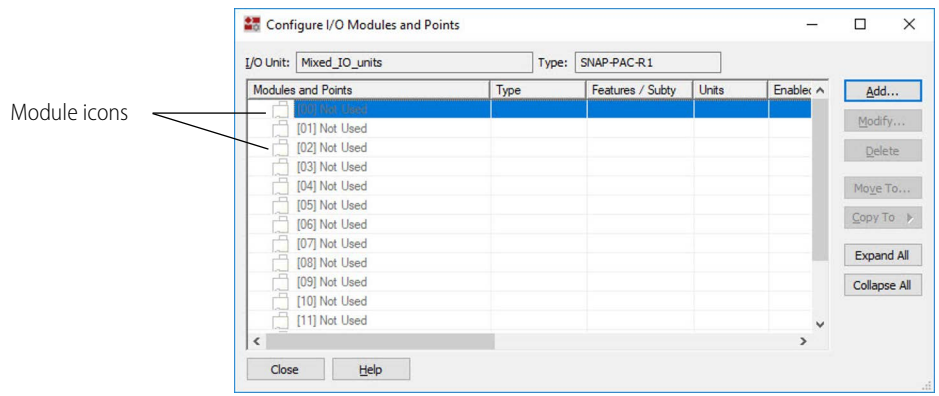 Configure I/O Modules and Points
I/O Unit: Mixed_IO_units Type: SNAP-PAC-R1
Modules and Points Type Features / Subty Units Enabled
Add...
Module icons
[00] Not Used
[01] Not Used
Modify...
[02] Not Used
Delete
[03] Not Used
[04] Not Used
Move To...
[05] Not Used
[06] Not Used
Copy To
[07] Not Used
[08] Not Used
Expand All
[09] Not Used
Collapse All
[10] Not Used
[11] Not Used
Close Help